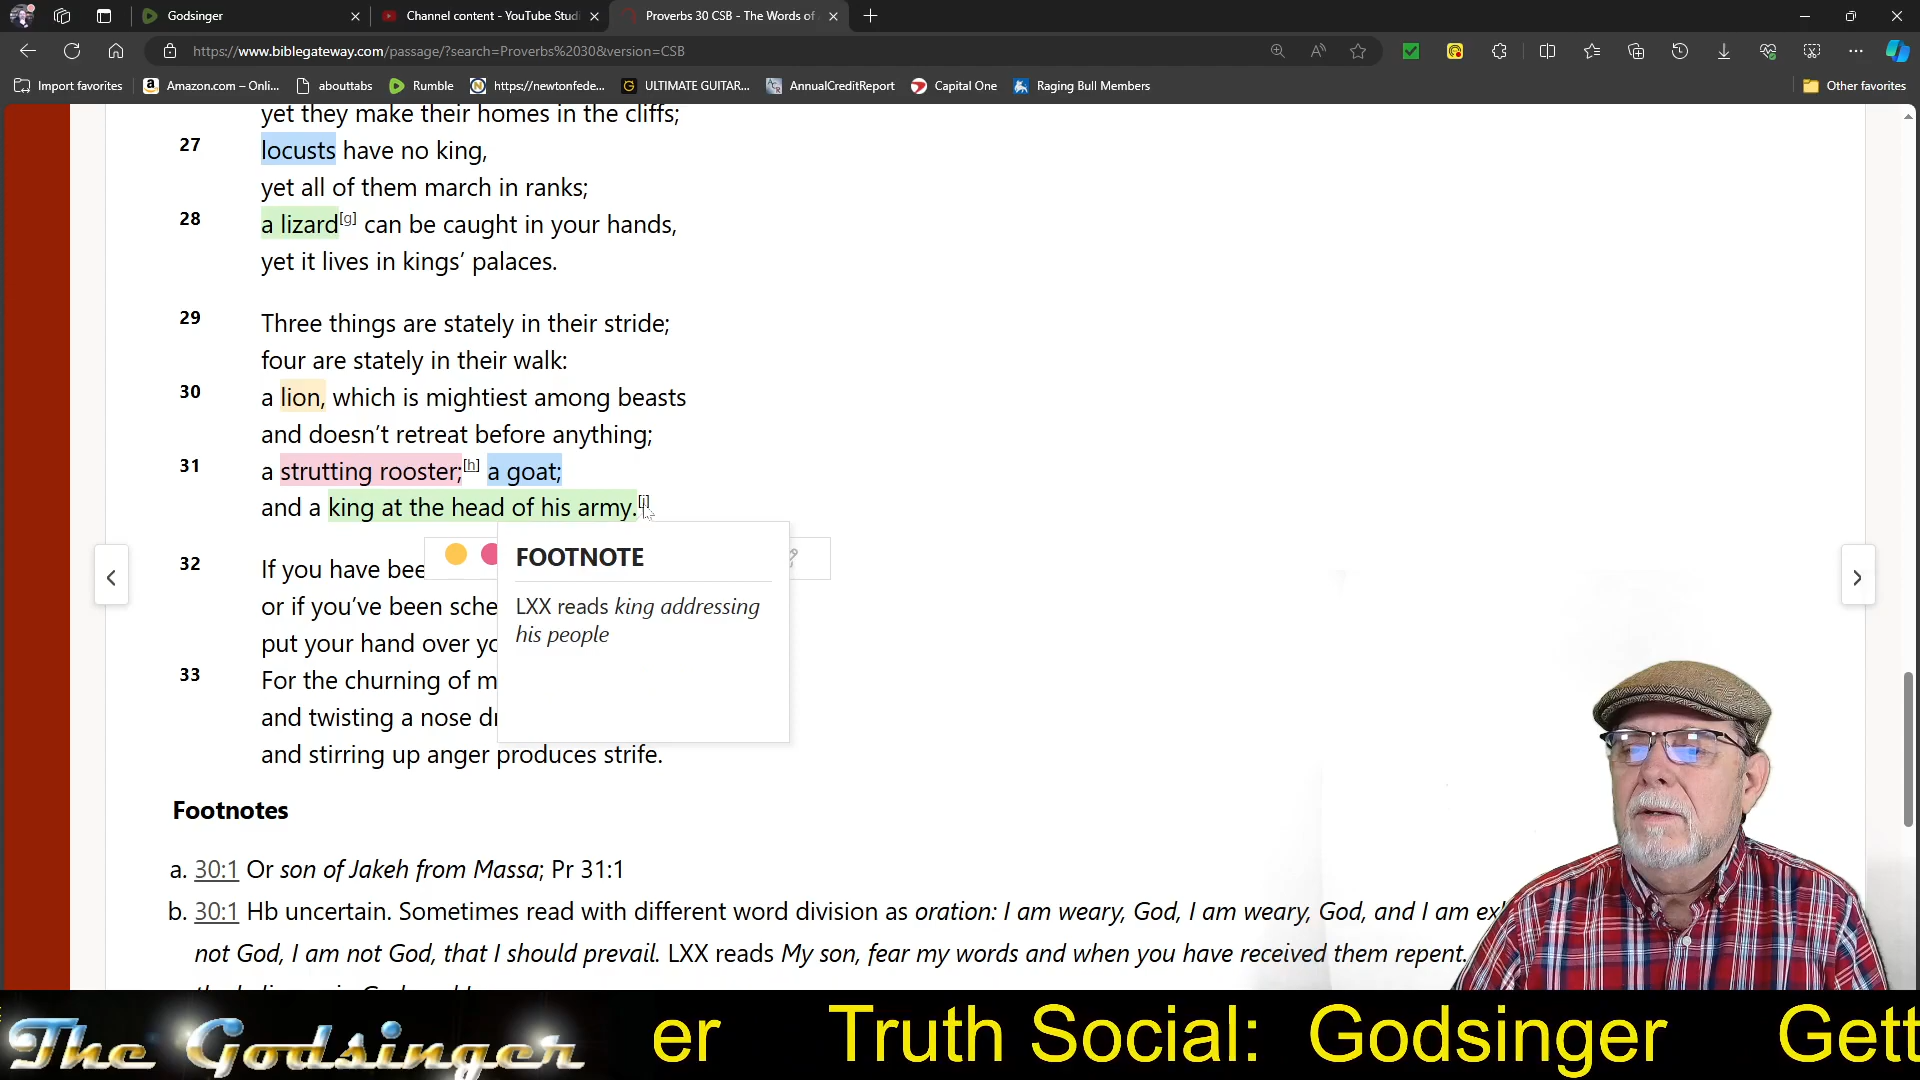 Godsinger
Channel content - YouTube Studi
Proverbs 30 CSB - The Words of
https://www.biblegateway.com/passage/?search=Proverbs%2030&version=CSB
Import favorites
Amazon.com – Onli...
abouttabs
Rumble
https://newtonfede...
ULTIMATE GUITAR...
AnnualCreditReport
Capital One
Raging Bull Members
Other favorites
yet they make their homes in the cliffs;
27 locusts have no king,
yet all of them march in ranks;
28 a lizard[g] can be caught in your hands,
yet it lives in kings’ palaces.
29 Three things are stately in their stride;
four are stately in their walk:
30 a lion, which is mightiest among beasts
and doesn’t retreat before anything;
31 a strutting rooster;[h] a goat;
and a king at the head of his army.[i]
FOOTNOTE
LXX reads king addressing
his people
32 If you have bee
or if you’ve been sche
put your hand over yo
33 For the churning of m
and twisting a nose dr
and stirring up anger produces strife.
Footnotes
a. 30:1 Or son of Jakeh from Massa; Pr 31:1
b. 30:1 Hb uncertain. Sometimes read with different word division as oration: I am weary, God, I am weary, God, and I am ex
not God, I am not God, that I should prevail. LXX reads My son, fear my words and when you have received them repent.
The Godsinger
er Truth Social: Godsinger Gett